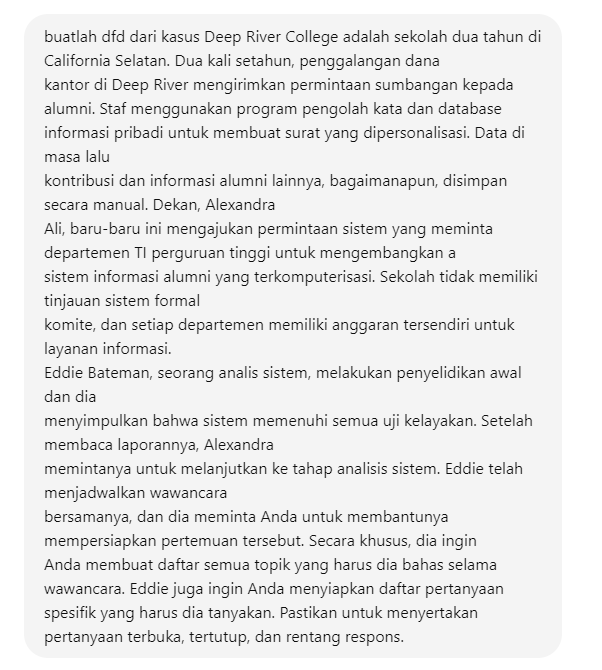 buatlah dfd dari kasus Deep River College adalah sekolah dua tahun di
California Selatan. Dua kali setahun, penggalangan dana
kantor di Deep River mengirimkan permintaan sumbangan kepada
alumni. Staf menggunakan program pengolah kata dan database
informasi pribadi untuk membuat surat yang dipersonalisasi. Data di
masa lalu
kontribusi dan informasi alumni lainnya, bagaimanapun, disimpan
secara manual. Dekan, Alexandra
Ali, baru-baru ini mengajukan permintaan sistem yang meminta
departemen TI perguruan tinggi untuk mengembangkan a
sistem informasi alumni yang terkomputerisasi. Sekolah tidak memiliki
tinjauan sistem formal
komite, dan setiap departemen memiliki anggaran tersendiri untuk
layanan informasi.
Eddie Bateman, seorang analis sistem, melakukan penyelidikan awal
dan dia
menyimpulkan bahwa sistem memenuhi semua uji kelayakan. Setelah
membaca laporannya, Alexandra
memintanya untuk melanjutkan ke tahap analisis sistem. Eddie telah
menjadwalkan wawancara
bersamanya, dan dia meminta Anda untuk membantunya
mempersiapkan pertemuan tersebut. Secara khusus, dia ingin
Anda membuat daftar semua topik yang harus dia bahas selama
wawancara. Eddie juga ingin Anda menyiapkan daftar pertanyaan
spesifik yang harus dia tanyakan. Pastikan untuk menyertakan
pertanyaan terbuka, tertutup, dan rentang respons.